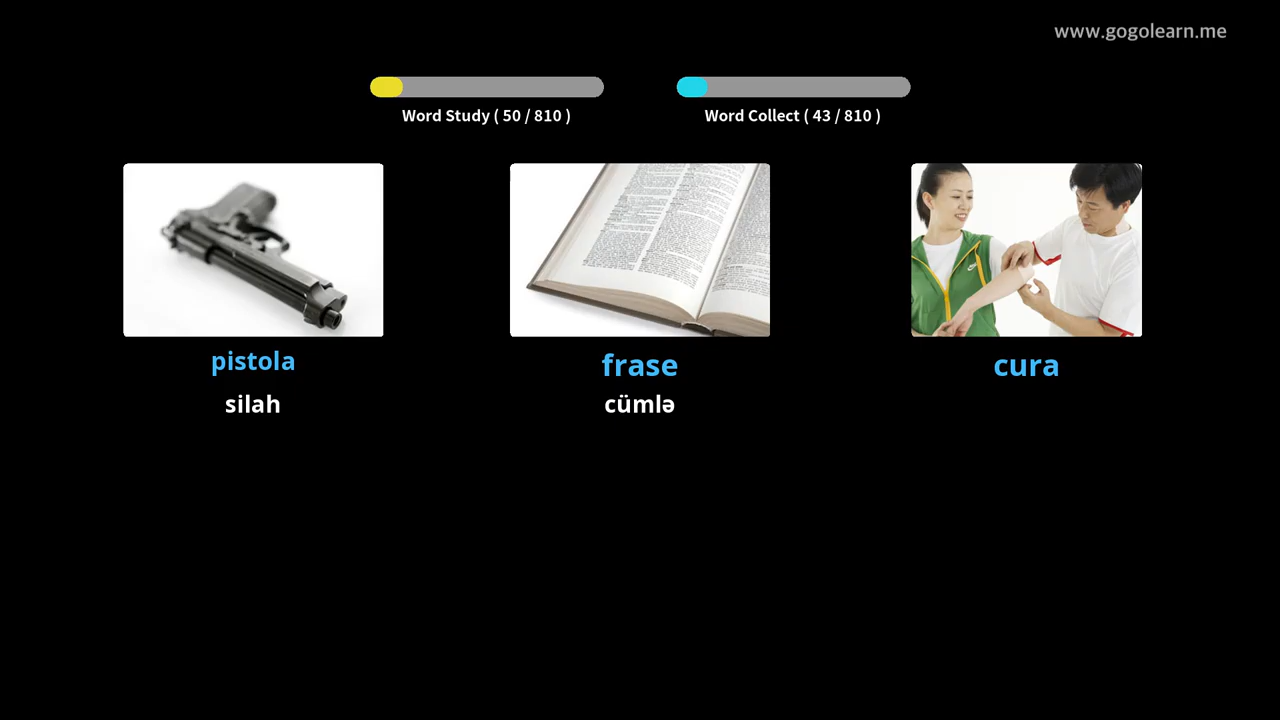 www.gogolearn.me
Word Study ( 50 / 810 )
Word Collect ( 43 / 810 )
pistola
frase
cura
silah
cümlə